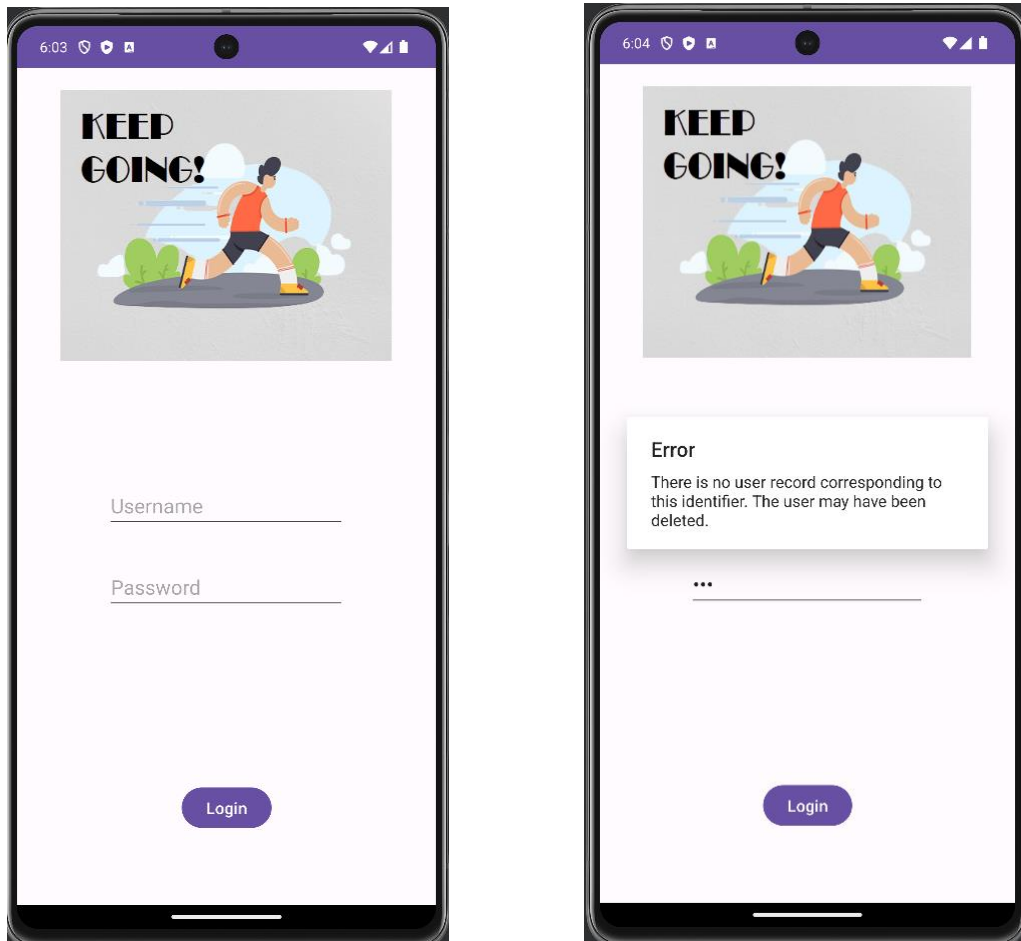 6:03
KEEP
GOING!
Username
Password
Login
6:04
KEEP
GOING!
Error
There is no user record corresponding to
this identifier. The user may have been
deleted.
•••
Login